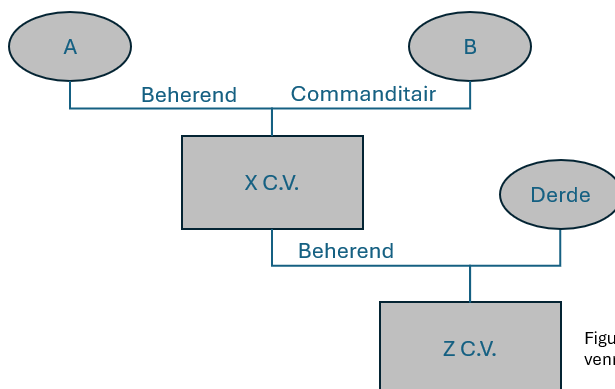 A
B
Beherend
Commanditair
X C.V.
Derde
Beherend
Z C.V.